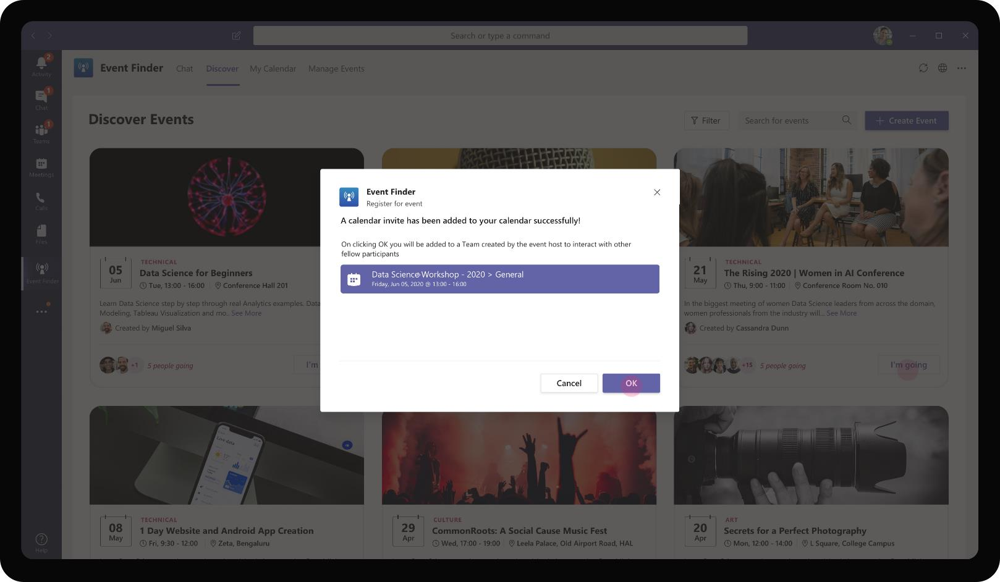 Search or type a command
2
Activity
1
Chat
1
Teams
Meetings
Calls
Files
Event Finder
Help
Event Finder
Chat
Discover
My Calendar
Manage Events
Discover Events
Filter
Search for events
Create Event
Event Finder
Register for event
A calendar invite has been added to your calendar successfully!
On clicking OK you will be added to a Team created by the event host to interact with other
fellow participants
Data Science Workshop - 2020 > General
Friday, Jun 05, 2020 @ 13:00 - 16:00
Cancel
OK
05
Jun
TECHNICAL
Data Science for Beginners
Tue, 13:00 - 16:00
Conference Hall 201
Learn Data Science step by step through real Analytics examples. Data
Modeling, Tableau Visualization and mo.. See More
Created by Miguel Silva
+1
5 people going
I'm
21
May
TECHNICAL
The Rising 2020 | Women in AI Conference
Thu, 9:00 - 11:00
Conference Room No. 010
In the biggest meeting of women Data Science leaders from across the domain,
women professionals from the industry will... See More
Created by Cassandra Dunn
+15
5 people going
I'm going
Live data
08
May
TECHNICAL
1 Day Website and Android App Creation
Fri, 9:30 - 12:00
Zeta, Bengaluru
29
Apr
CULTURE
CommonRoots: A Social Cause Music Fest
Wed, 17:00 - 19:00
Leela Palace, Old Airport Road, HAL
20
Apr
ART
Secrets for a Perfect Photography
Mon, 12:00 - 14:00
L Square, College Campus